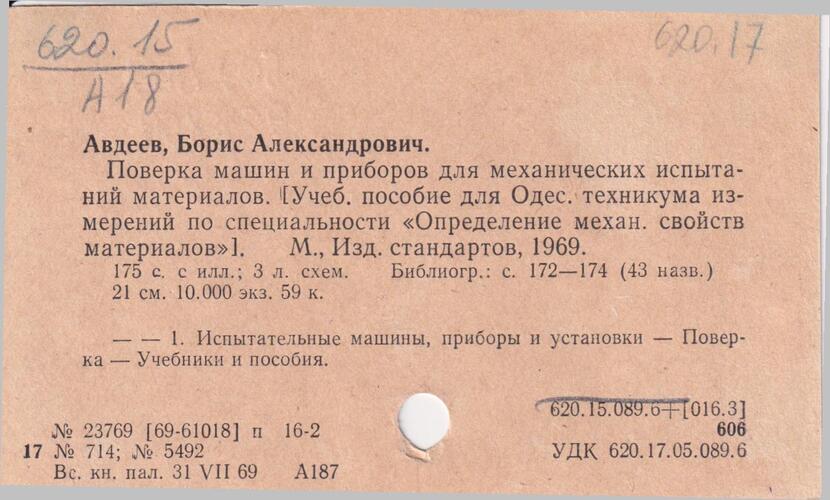 620.15 620.17
А18
Авдеев, Борис Александрович.
Поверка машин и приборов для механических испыта-
ний материалов. [Учеб. пособие для Одес. техникума из-
мерений по специальности «Определение механ. свойств
материалов»]. М., Изд. стандартов, 1969.
175 с. с илл.; 3 л. схем. Библиогр.: с. 172—174 (43 назв.)
21 см. 10.000 экз. 59 к.
— — 1. Испытательные машины, приборы и установки — Повер-
ка — Учебники и пособия.
620.15.089.6+[016.3]
№ 23769 [69-61018] п 16-2 606
17 № 714; № 5492 УДК 620.17.05.089.6
Вс. кн. пал. 31 VII 69 А187